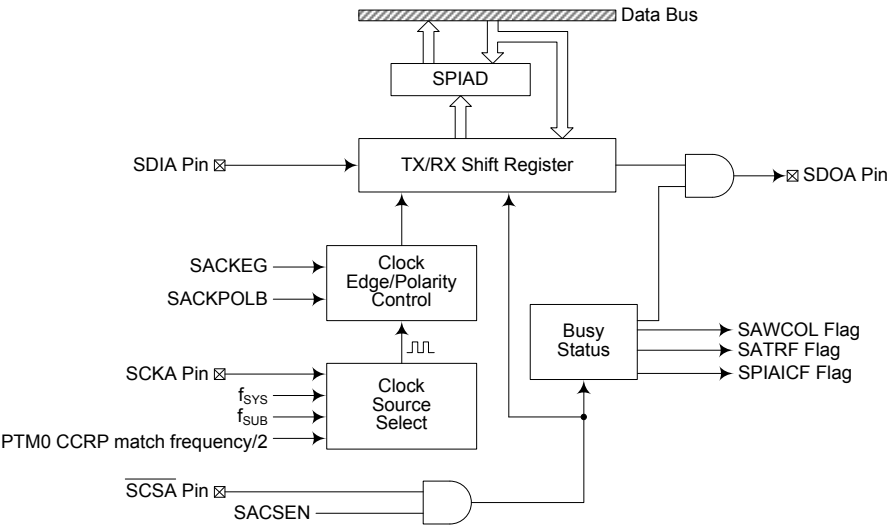 Data Bus
SPIAD
SDIA Pin
TX/RX Shift Register
SDOA Pin
SACKEG
SACKPOLB
Clock
Edge/Polarity
Control
Busy
Status
SAWCOL Flag
SATRF Flag
SPIAICF Flag
SCKA Pin
fSYS
fSUB
PTM0 CCRP match frequency/2
Clock
Source
Select
SCSA Pin
SACSEN